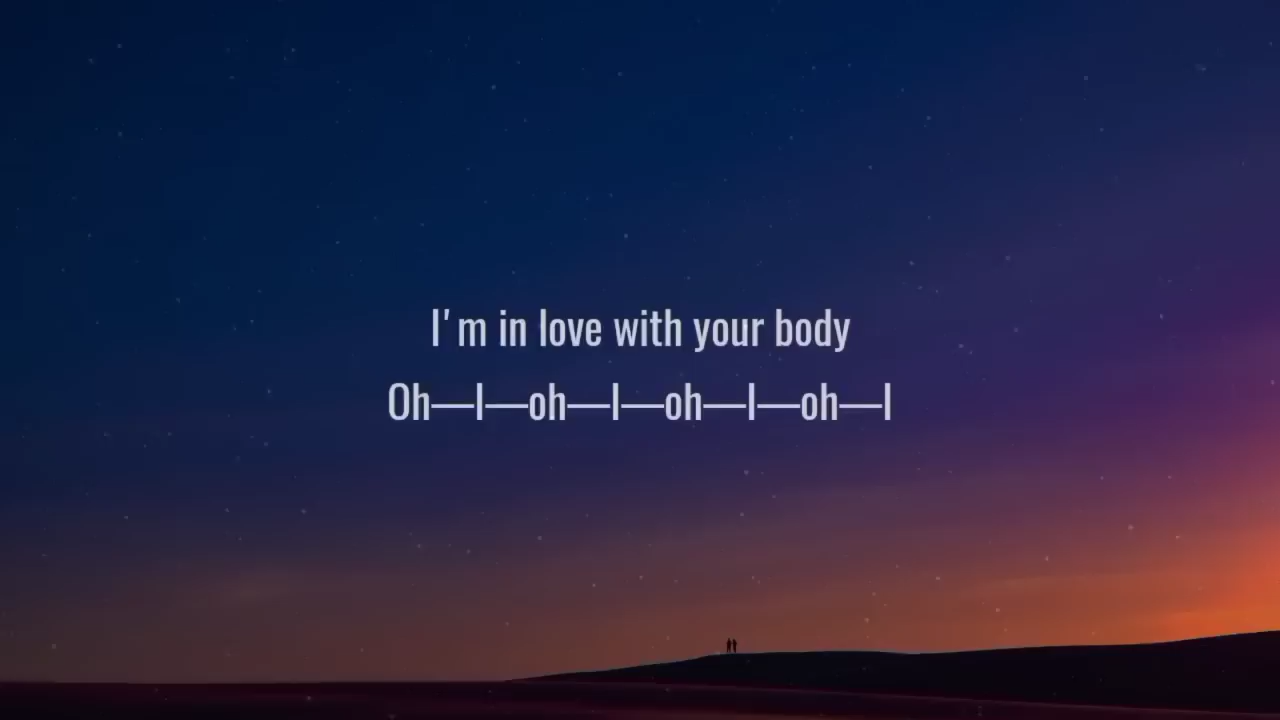 I'm in love with your body
Oh—I—oh—I—oh—I—oh—I